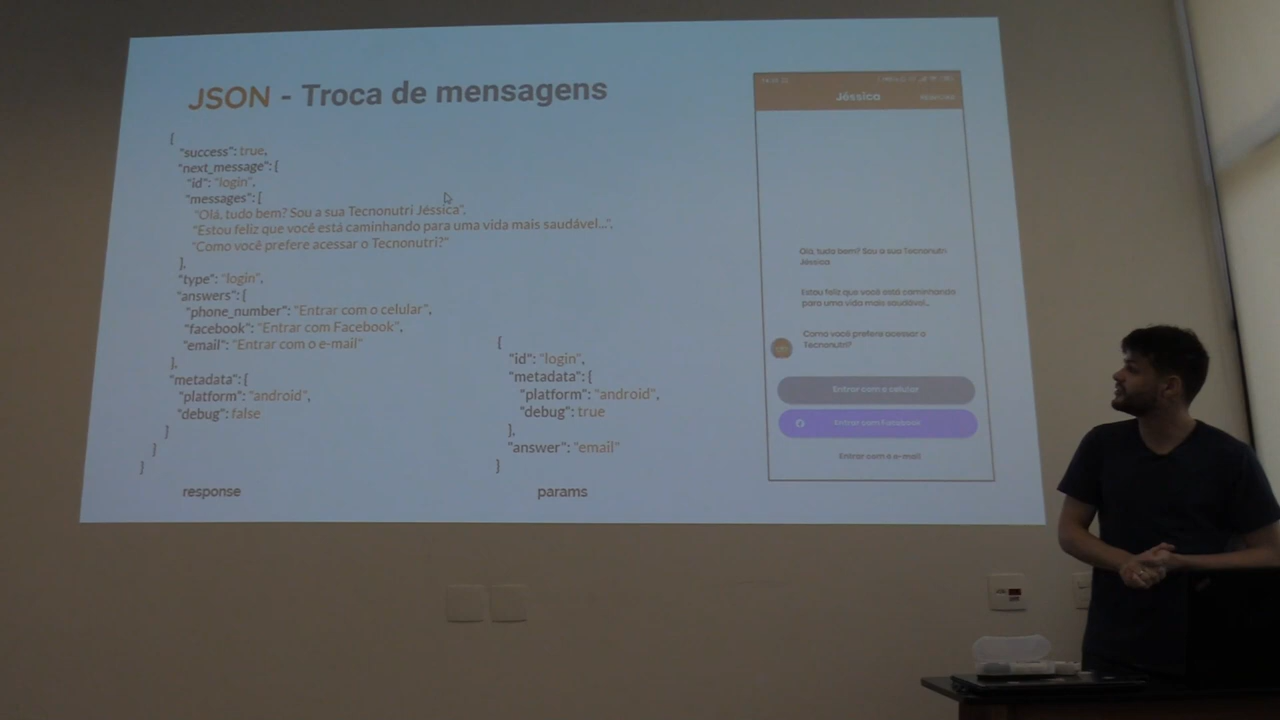 JSON - Troca de mensagens
{
"success": true,
"next_message": {
"id": "login",
"messages": [
"Olá, tudo bem? Sou a sua Tecnonutri Jéssica",
"Estou feliz que você está caminhando para uma vida mais saudável...",
"Como você prefere acessar o Tecnonutri?"
],
"type": "login",
"answers": {
"phone_number": "Entrar com o celular",
"facebook": "Entrar com Facebook",
"email": "Entrar com o e-mail"
},
"metadata": {
"platform": "android",
"debug": false
}
}
}
response
{
"id": "login",
"metadata": {
"platform": "android",
"debug": true
},
"answer": "email"
}
params
Jéssica
Olá, tudo bem? Sou a sua Tecnonutri
Jéssica
Estou feliz que você está caminhando
para uma vida mais saudável...
Como você prefere acessar o
Tecnonutri?
Entrar com o celular
Entrar com Facebook
Entrar com o e-mail